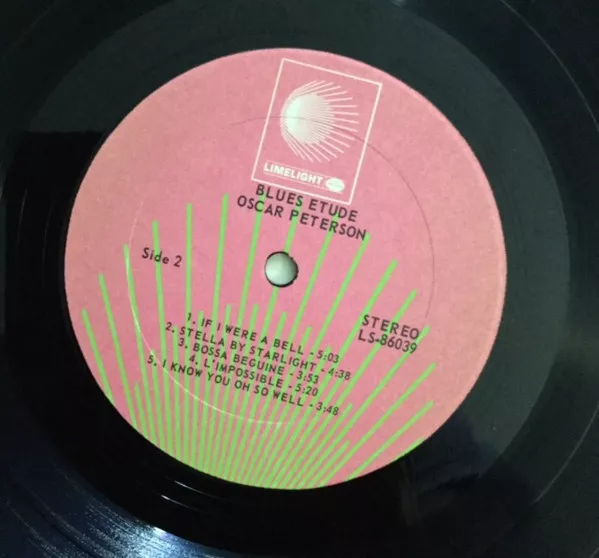 LIMELIGHT
BLUES ETUDE
OSCAR PETERSON
Side 2
STEREO
LS-86039
1. IF I WERE A BELL - 5:03
2. STELLA BY STARLIGHT - 4:38
3. BOSSA BEGUINE - 3:53
4. L'IMPOSSIBLE - 5:20
5. I KNOW YOU OH SO WELL - 3:48